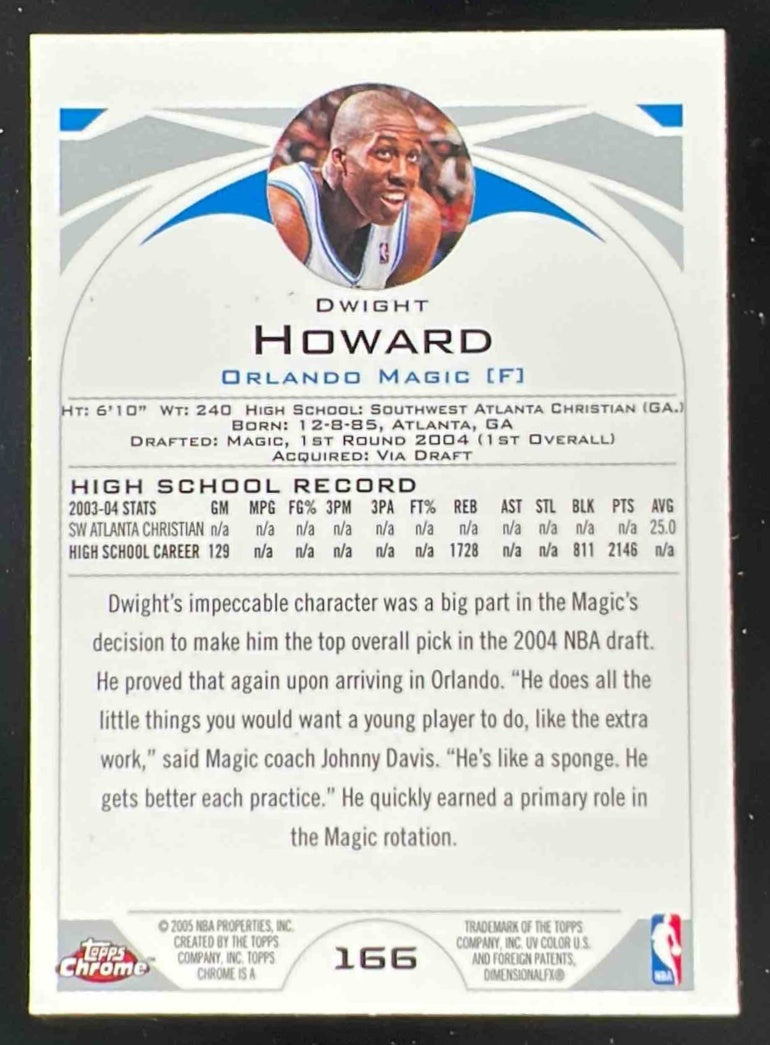 DWIGHT
HOWARD
ORLANDO MAGIC [F]
HT: 6'10" WT: 240 HIGH SCHOOL: SOUTHWEST ATLANTA CHRISTIAN (GA.)
BORN: 12-8-85, ATLANTA, GA
DRAFTED: MAGIC, 1ST ROUND 2004 (1ST OVERALL)
ACQUIRED: VIA DRAFT
HIGH SCHOOL RECORD
2003-04 STATS GM MPG FG% 3PM 3PA FT% REB AST STL BLK PTS AVG
SW ATLANTA CHRISTIAN n/a n/a n/a n/a n/a n/a n/a n/a n/a n/a n/a 25.0
HIGH SCHOOL CAREER 129 n/a n/a n/a n/a n/a 1728 n/a n/a 811 2146 n/a
Dwight's impeccable character was a big part in the Magic's
decision to make him the top overall pick in the 2004 NBA draft.
He proved that again upon arriving in Orlando. "He does all the
little things you would want a young player to do, like the extra
work," said Magic coach Johnny Davis. "He's like a sponge. He
gets better each practice." He quickly earned a primary role in
the Magic rotation.
Topps
Chrome™
© 2005 NBA PROPERTIES, INC.
CREATED BY THE TOPPS
COMPANY, INC. TOPPS
CHROME IS A
166
TRADEMARK OF THE TOPPS
COMPANY, INC. UV COLOR U.S.
AND FOREIGN PATENTS,
DIMENSIONALFX®
NBA